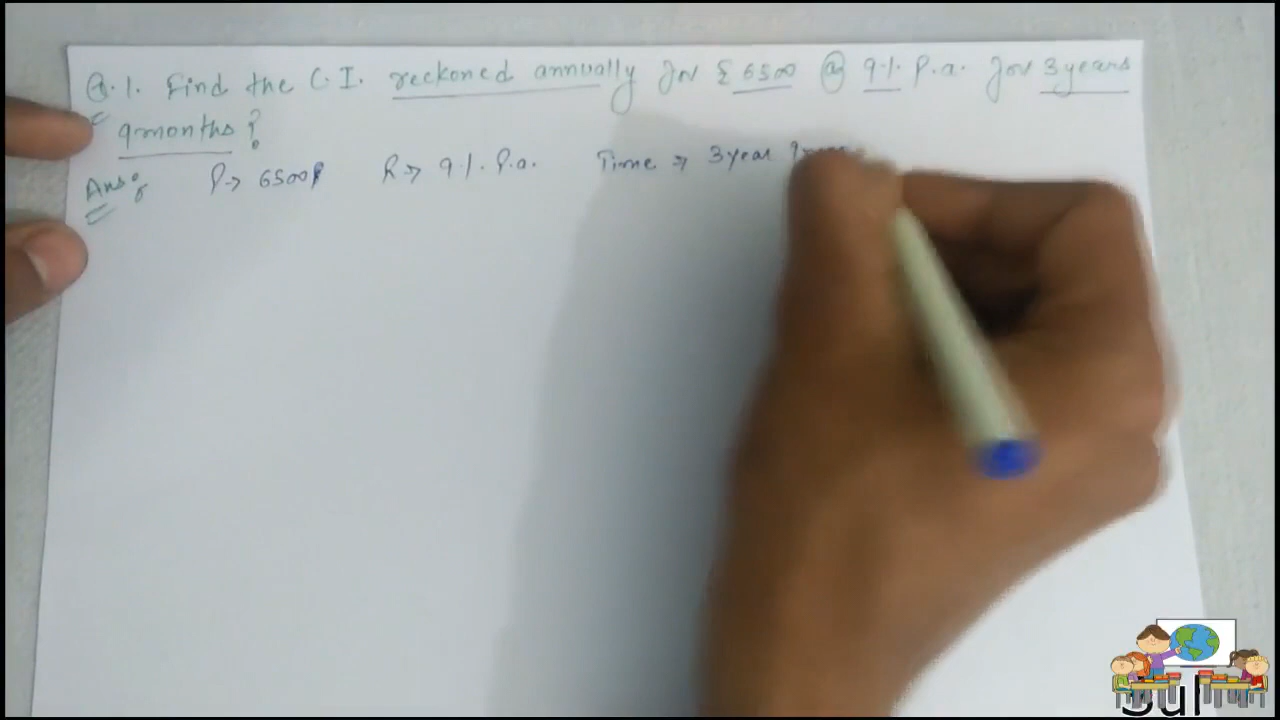 Q.1. Find the C.I. reckoned annually for ₹ 6500 @ 9%. P.a. for 3 years
9 months?
Ans: P→ 6500₹ R→ 9%. P.a. Time → 3 year
Jul